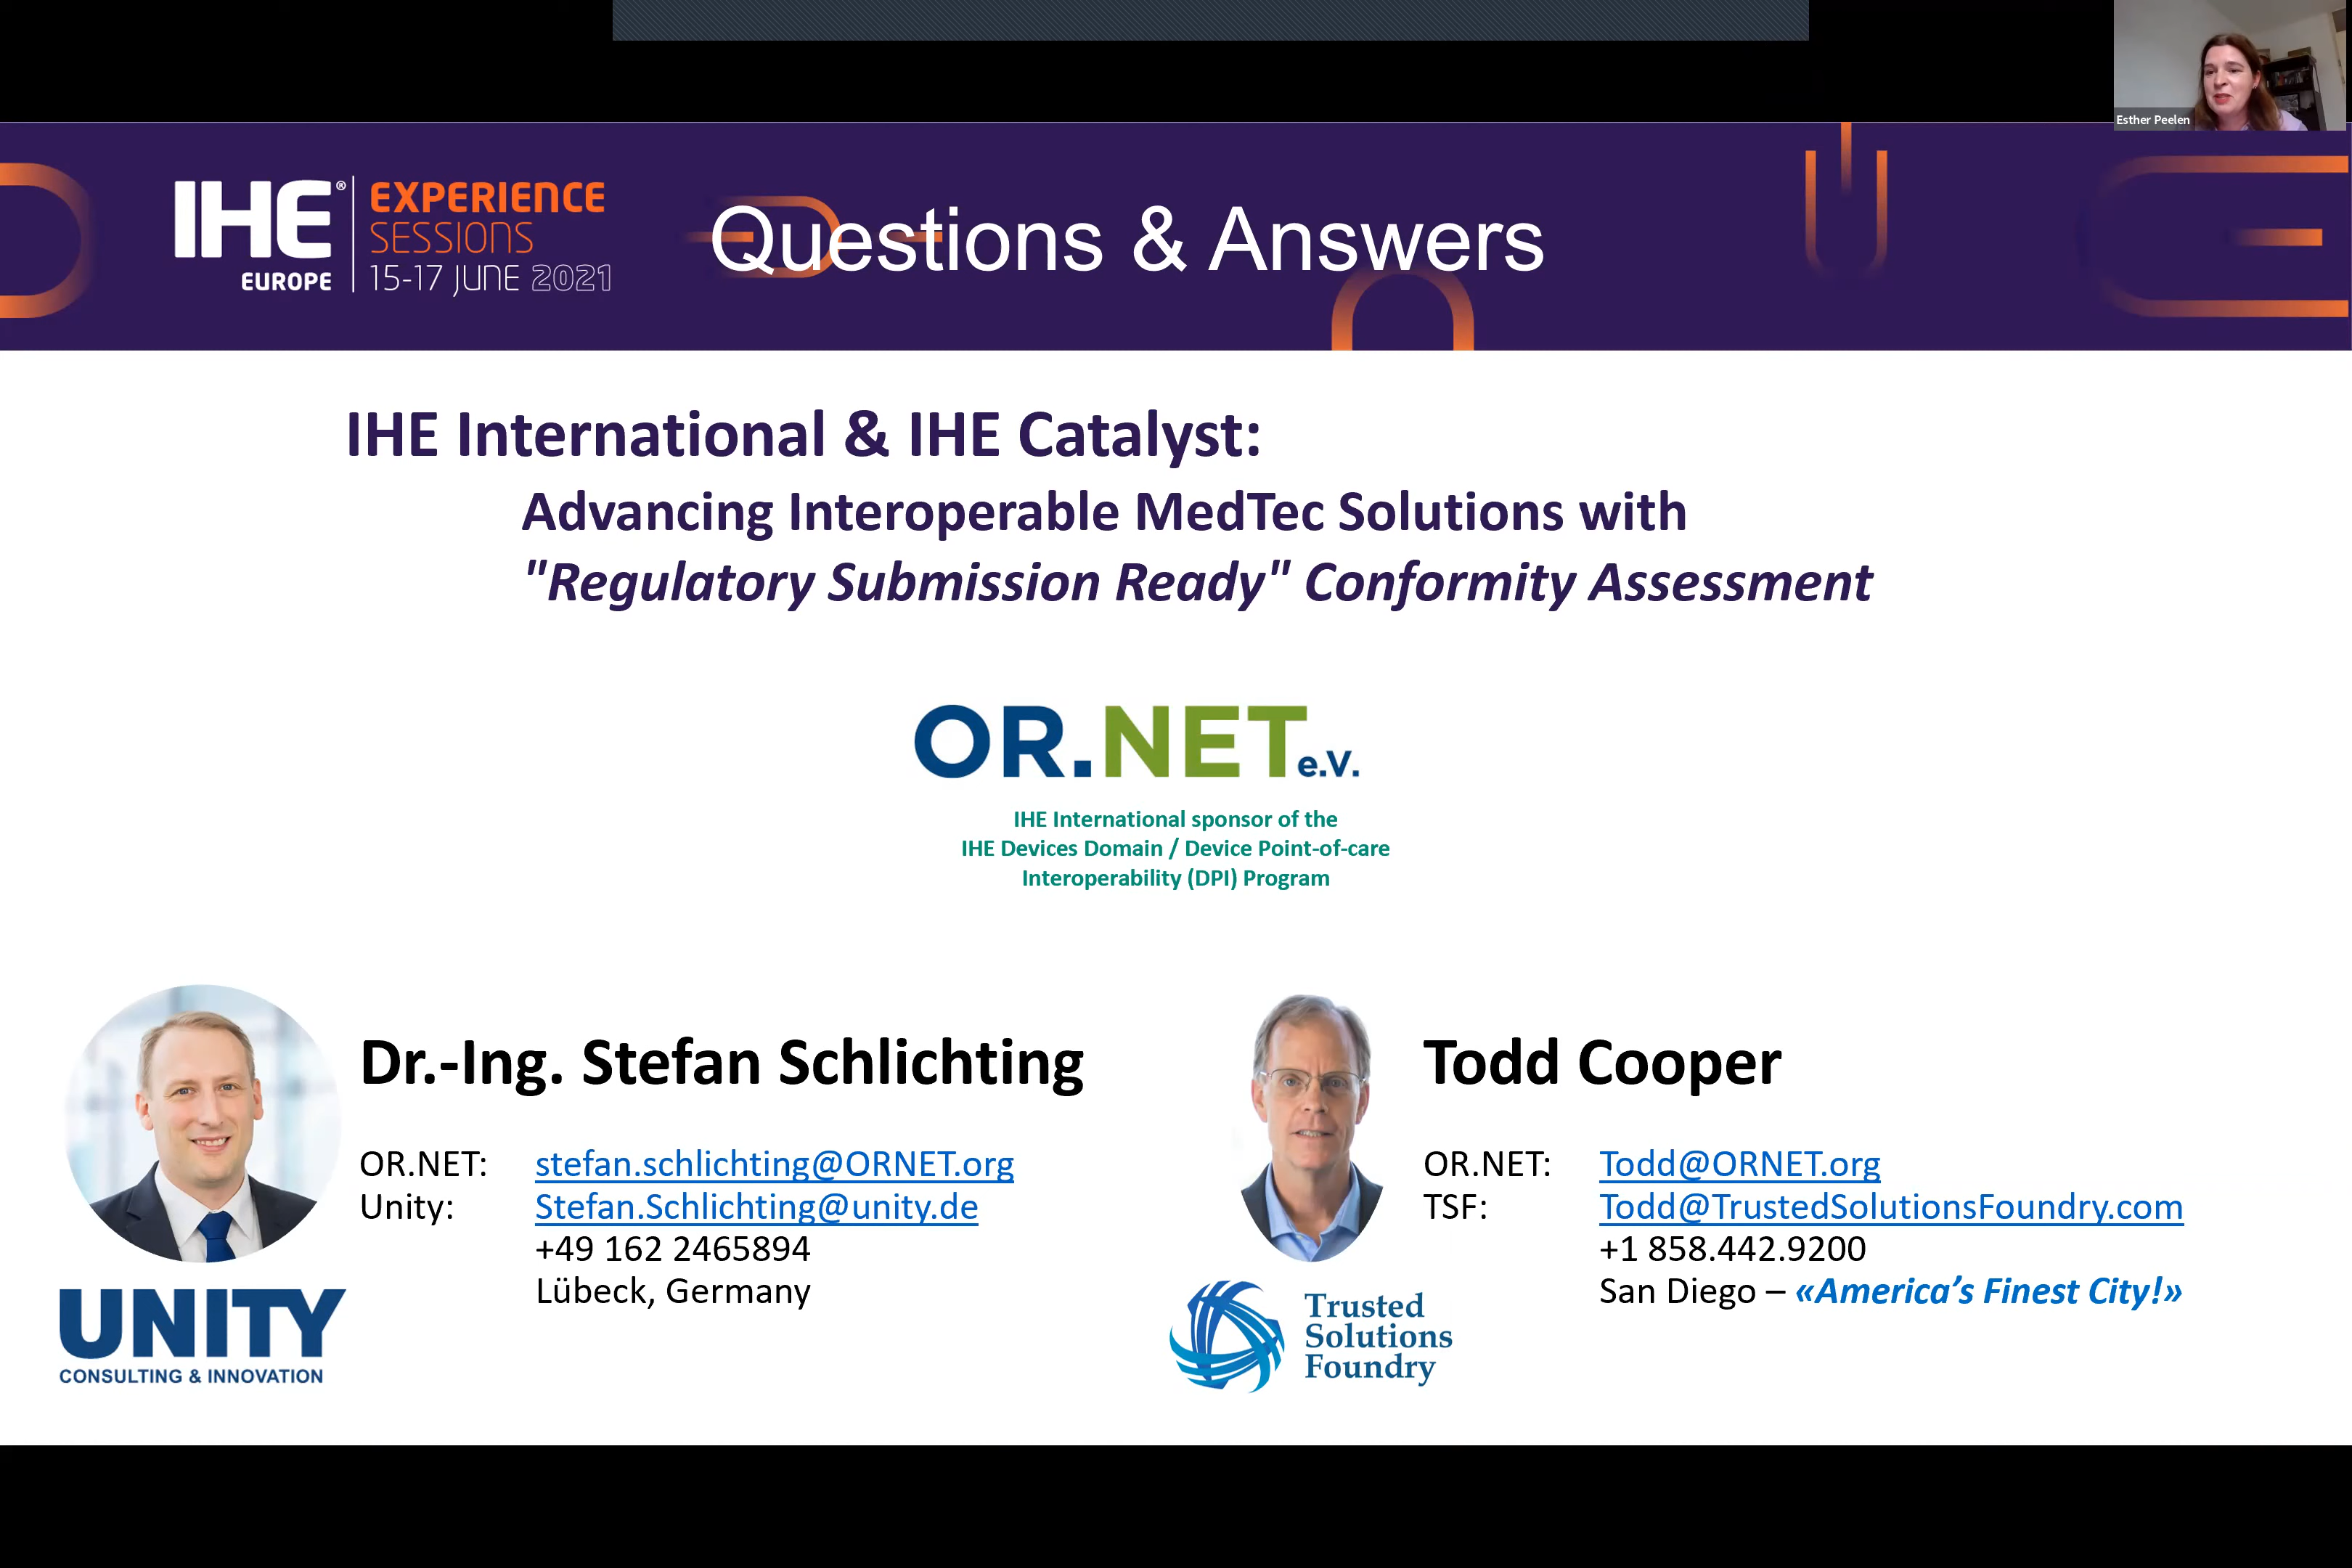 Esther Peelen
IHE® EXPERIENCE
SESSIONS
EUROPE 15-17 JUNE 2021
Questions & Answers
IHE International & IHE Catalyst:
Advancing Interoperable MedTec Solutions with
"Regulatory Submission Ready" Conformity Assessment
OR.NET e.V.
IHE International sponsor of the
IHE Devices Domain / Device Point-of-care
Interoperability (DPI) Program
Dr.-Ing. Stefan Schlichting
OR.NET: stefan.schlichting@ORNET.org
Unity: Stefan.Schlichting@unity.de
+49 162 2465894
Lübeck, Germany
UNITY
CONSULTING & INNOVATION
Todd Cooper
OR.NET: Todd@ORNET.org
TSF: Todd@TrustedSolutionsFoundry.com
+1 858.442.9200
San Diego – «America’s Finest City!»
Trusted
Solutions
Foundry